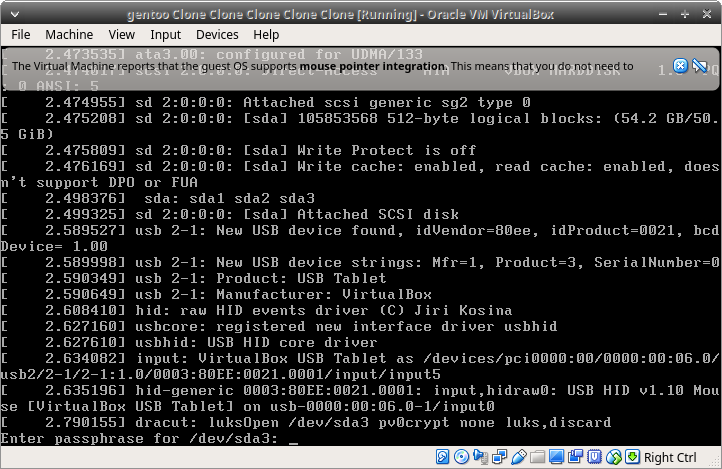 gentoo Clone Clone Clone Clone Clone [Running] - Oracle VM VirtualBox
File Machine View Input Devices Help
[    2.473535] ata3.00: configured for UDMA/133
The Virtual Machine reports that the guest OS supports mouse pointer integration. This means that you do not need to
: 0 ANSI: 5
[    2.474955] sd 2:0:0:0: Attached scsi generic sg2 type 0
[    2.475208] sd 2:0:0:0: [sda] 105853568 512-byte logical blocks: (54.2 GB/50.
5 GiB)
[    2.475809] sd 2:0:0:0: [sda] Write Protect is off
[    2.476169] sd 2:0:0:0: [sda] Write cache: enabled, read cache: enabled, does
n't support DPO or FUA
[    2.498376]  sda: sda1 sda2 sda3
[    2.499325] sd 2:0:0:0: [sda] Attached SCSI disk
[    2.589527] usb 2-1: New USB device found, idVendor=80ee, idProduct=0021, bcd
Device= 1.00
[    2.589998] usb 2-1: New USB device strings: Mfr=1, Product=3, SerialNumber=0
[    2.590349] usb 2-1: Product: USB Tablet
[    2.590649] usb 2-1: Manufacturer: VirtualBox
[    2.608410] hid: raw HID events driver (C) Jiri Kosina
[    2.627160] usbcore: registered new interface driver usbhid
[    2.627610] usbhid: USB HID core driver
[    2.634082] input: VirtualBox USB Tablet as /devices/pci0000:00/0000:00:06.0/
usb2/2-1/2-1:1.0/0003:80EE:0021.0001/input/input5
[    2.635196] hid-generic 0003:80EE:0021.0001: input,hidraw0: USB HID v1.10 Mou
se [VirtualBox USB Tablet] on usb-0000:00:06.0-1/input0
[    2.790155] dracut: luksOpen /dev/sda3 pv0crypt none luks,discard
Enter passphrase for /dev/sda3: _
Right Ctrl